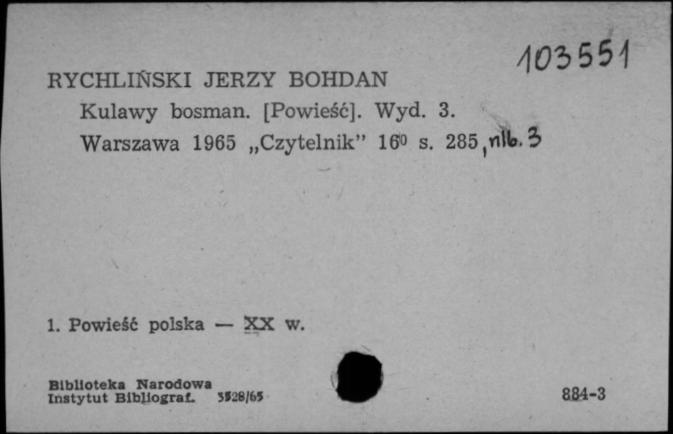 103551
RYCHLIŃSKI JERZY BOHDAN
Kulawy bosman. [Powieść]. Wyd. 3.
Warszawa 1965 „Czytelnik” 16⁰ s. 285, nlb. 3
1. Powieść polska — XX w.
Biblioteka Narodowa
Instytut Bibliograf. 5528/65
884-3